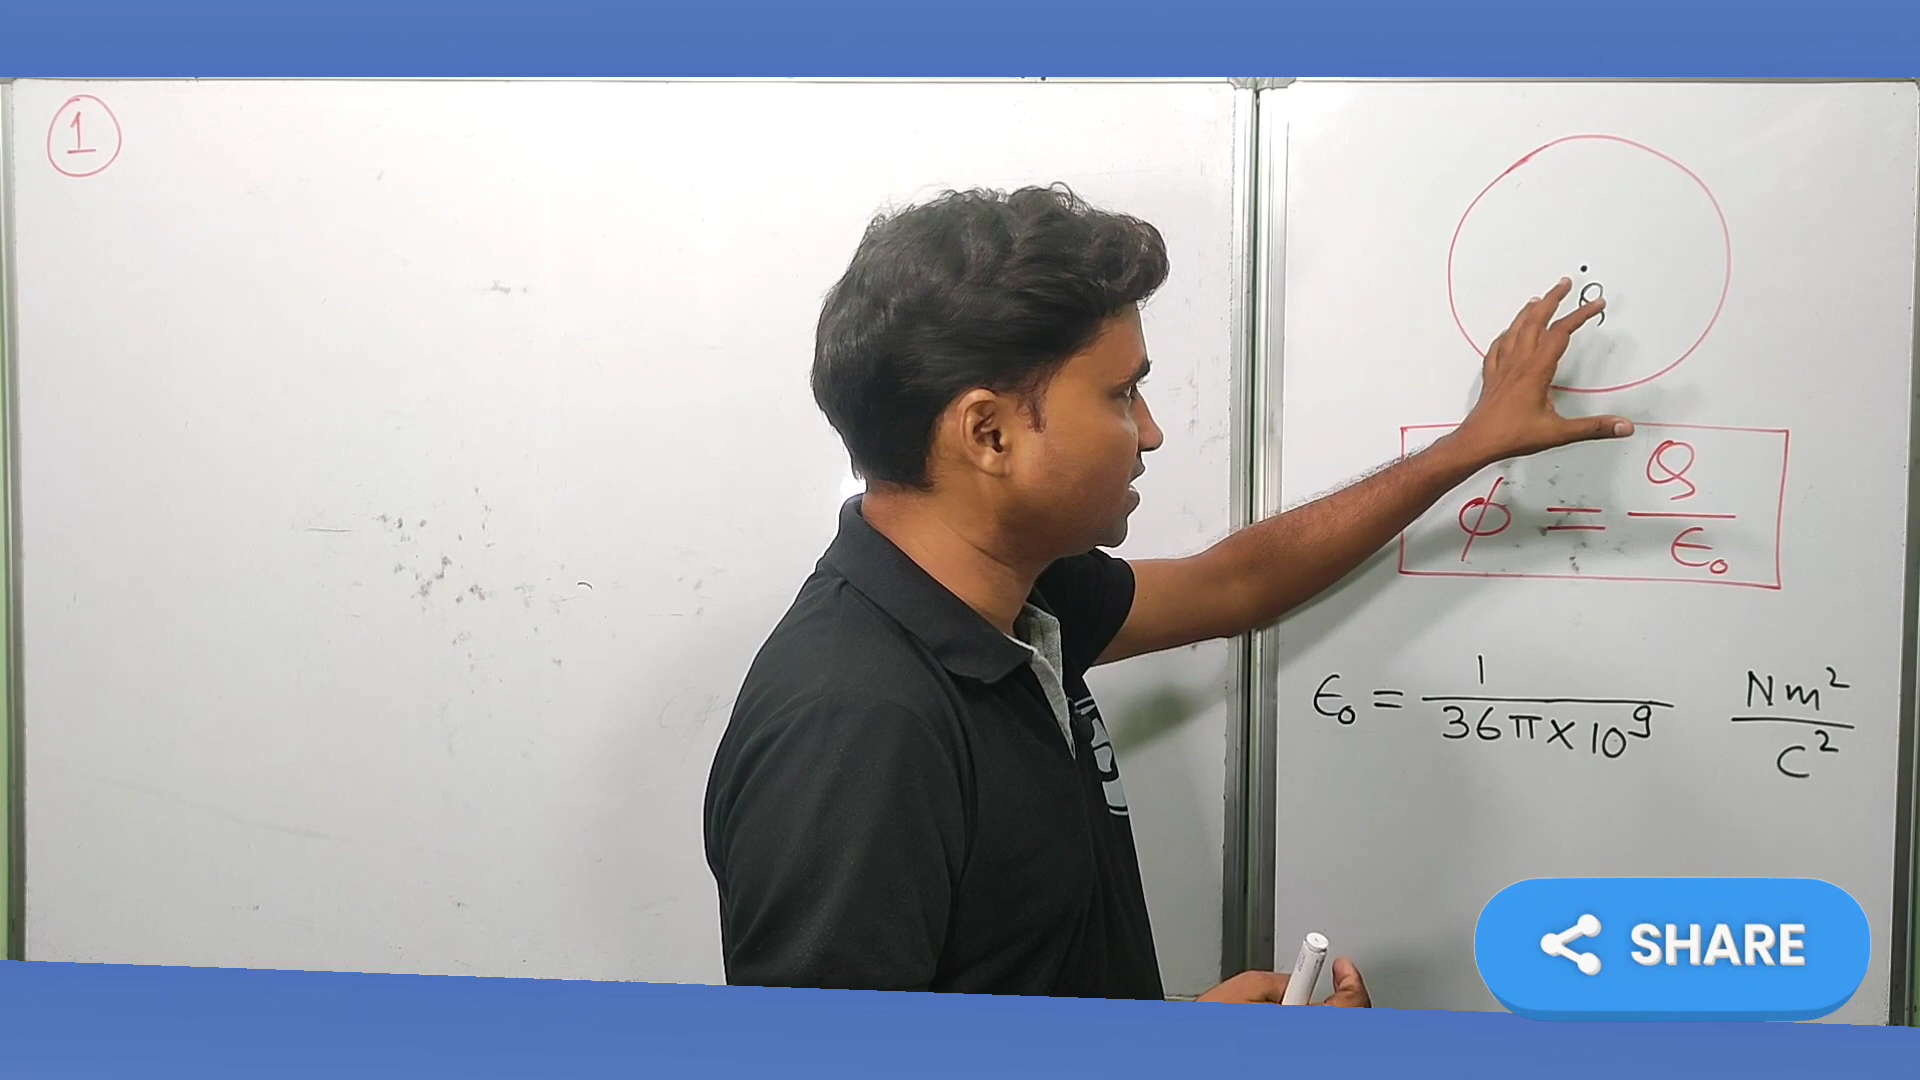 1
Q
ϕ = Q / ϵ₀
ϵ₀ = 1 / 36π×10⁹ Nm² / C²
SHARE